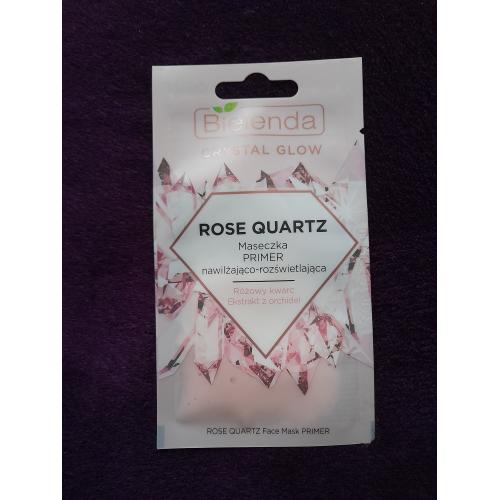 Bielenda
CRYSTAL GLOW
ROSE QUARTZ
Maseczka
PRIMER
nawilżająco-rozświetlająca
Różowy kwarc
Ekstrakt z orchidei
ROSE QUARTZ Face Mask PRIMER